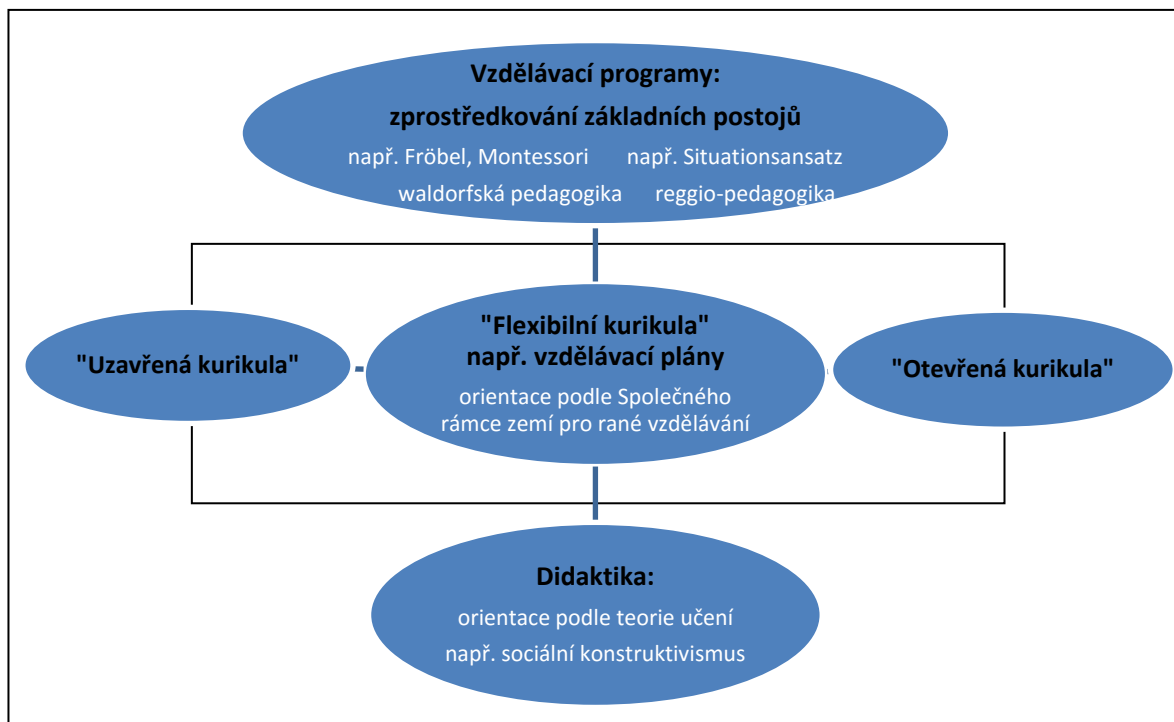 Vzdělávací programy:
zprostředkování základních postojů
např. Fröbel, Montessori např. Situationsansatz
waldorfská pedagogika reggio-pedagogika
"Uzavřená kurikula"
"Flexibilní kurikula"
např. vzdělávací plány
orientace podle Společného
rámce zemí pro rané vzdělávání
"Otevřená kurikula"
Didaktika:
orientace podle teorie učení
např. sociální konstruktivismus